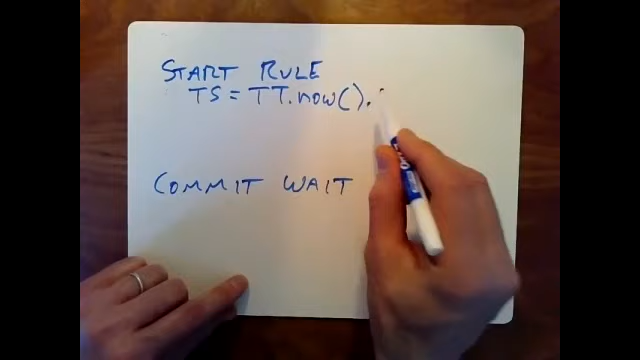 START RULE
TS = TT.now().
COMMIT WAIT